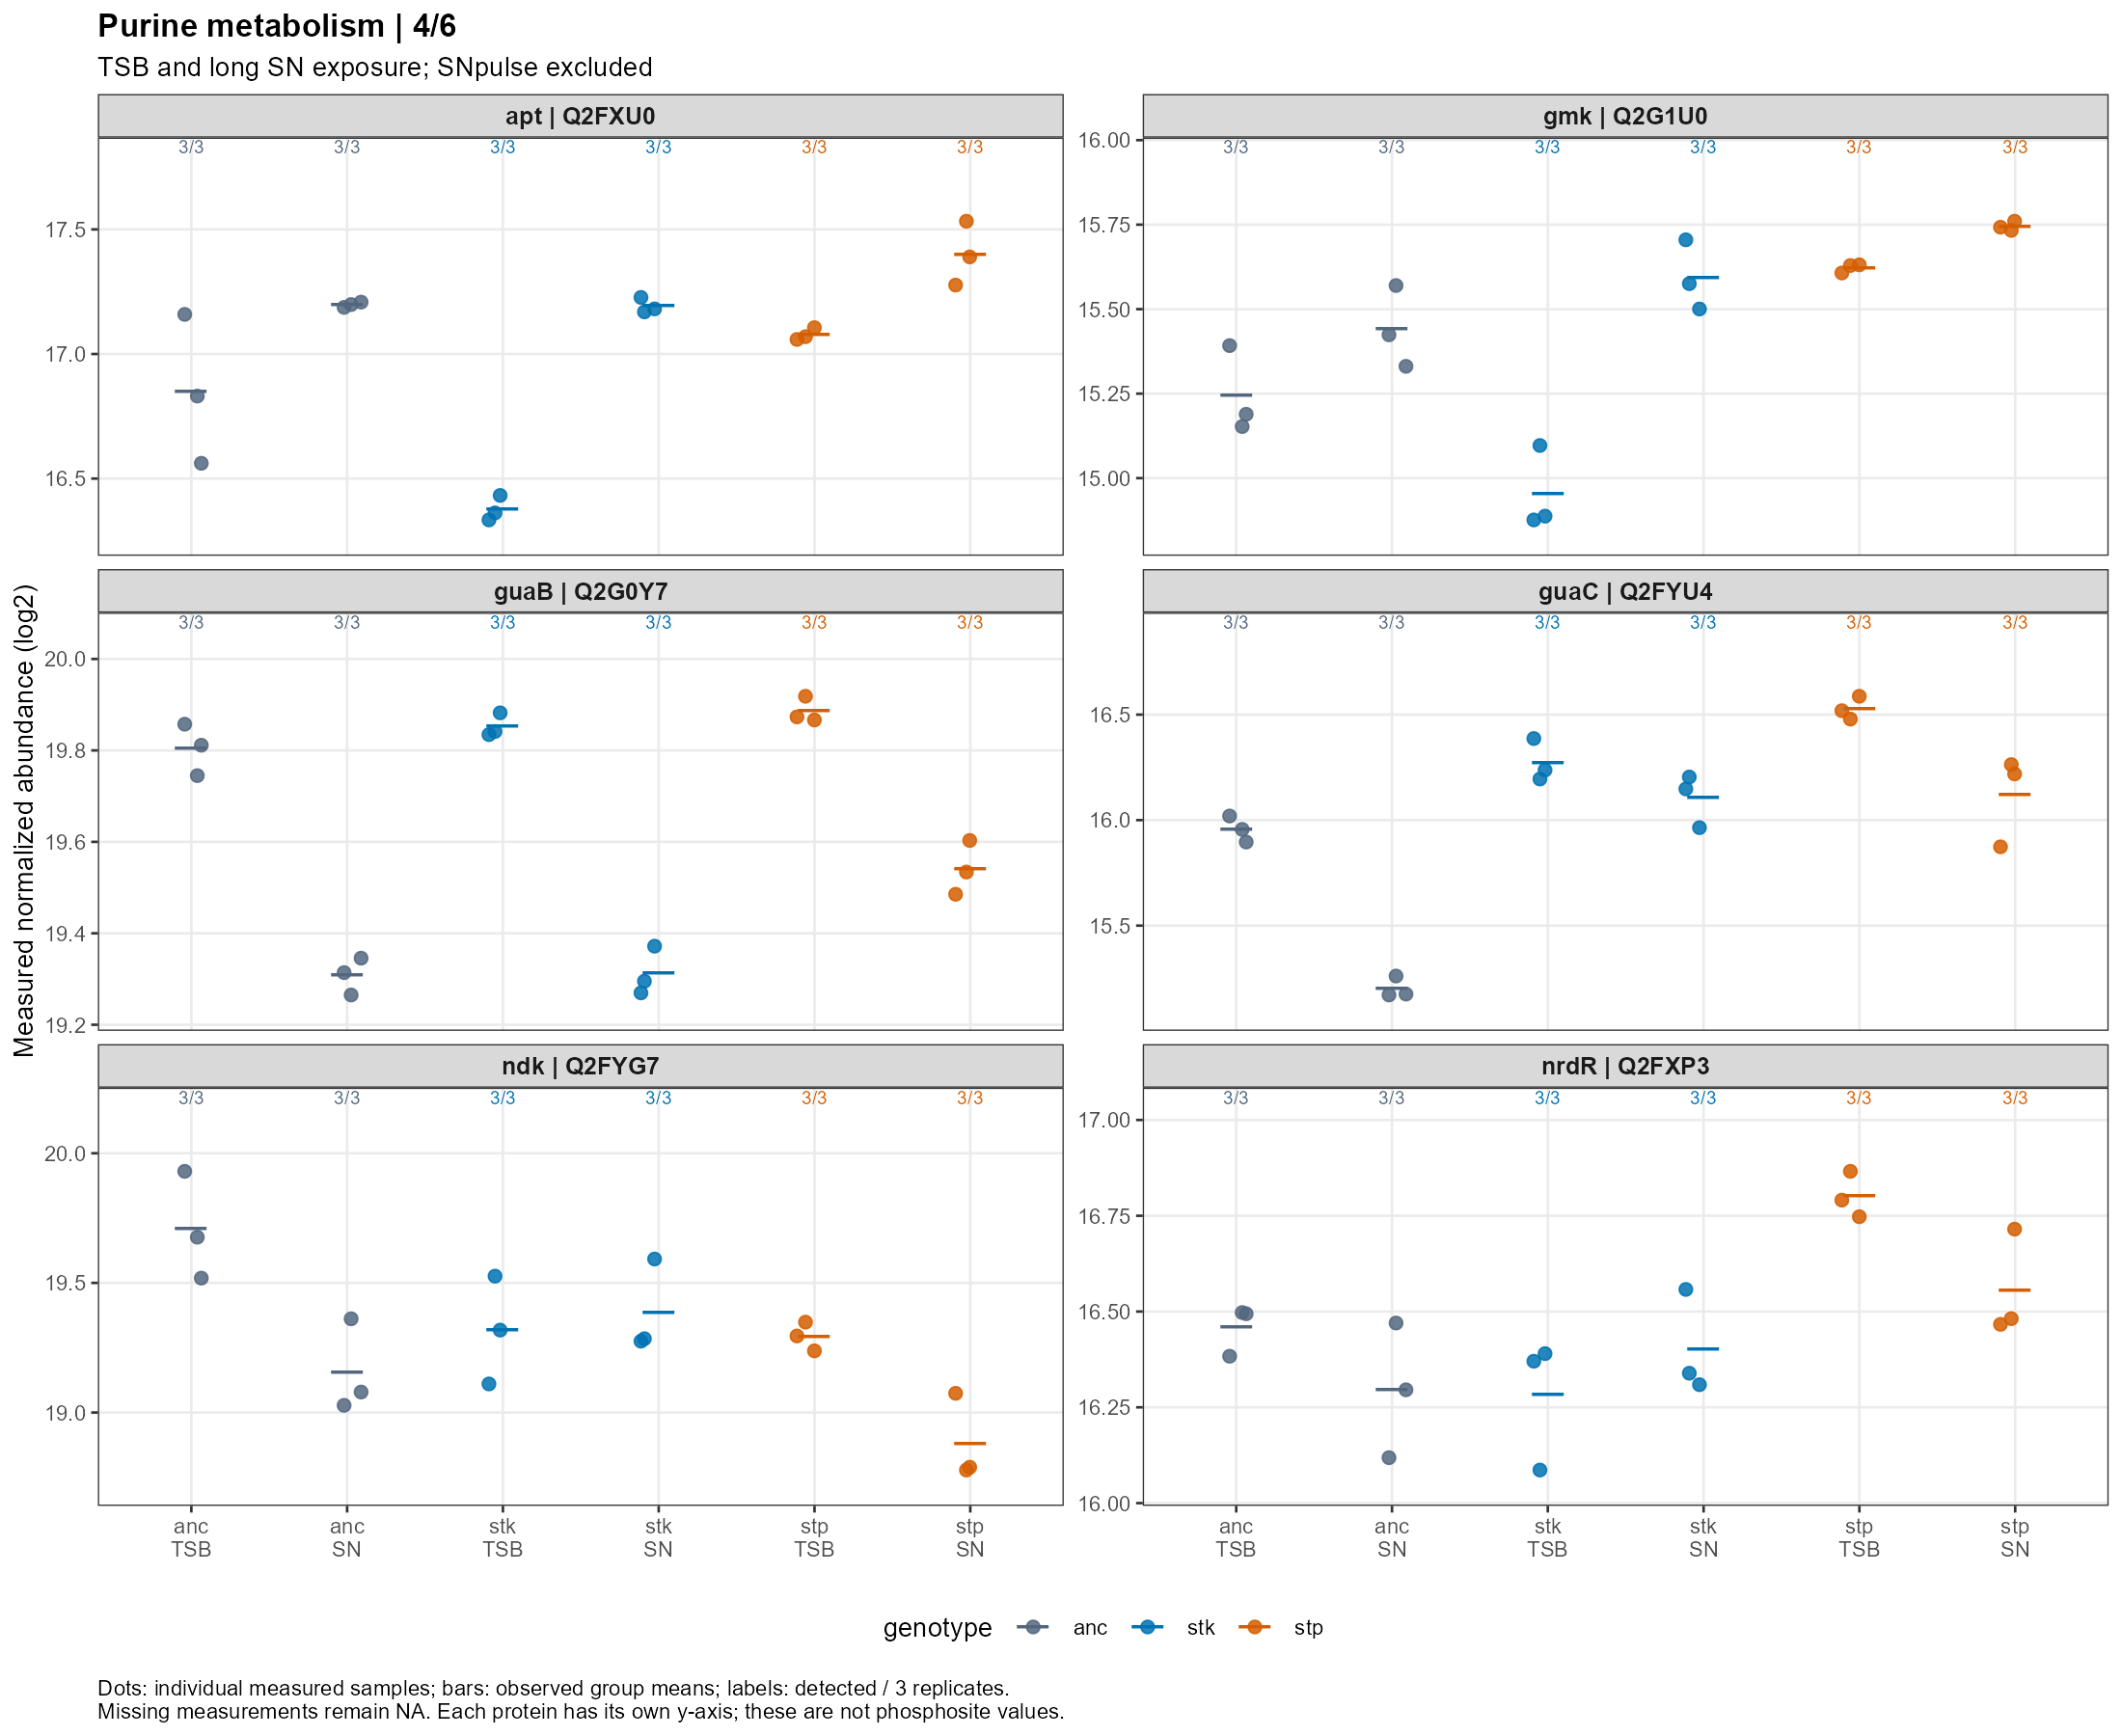 Purine metabolism | 4/6
TSB and long SN exposure; SNpulse excluded
Measured normalized abundance (log2)
apt | Q2FXU0
3/3 3/3 3/3 3/3 3/3 3/3
17.5
17.0
16.5
gmk | Q2G1U0
3/3 3/3 3/3 3/3 3/3 3/3
16.00
15.75
15.50
15.25
15.00
guaB | Q2G0Y7
3/3 3/3 3/3 3/3 3/3 3/3
20.0
19.8
19.6
19.4
19.2
guaC | Q2FYU4
3/3 3/3 3/3 3/3 3/3 3/3
16.5
16.0
15.5
ndk | Q2FYG7
3/3 3/3 3/3 3/3 3/3 3/3
20.0
19.5
19.0
anc anc stk stk stp stp
TSB SN TSB SN TSB SN
nrdR | Q2FXP3
3/3 3/3 3/3 3/3 3/3 3/3
17.00
16.75
16.50
16.25
16.00
anc anc stk stk stp stp
TSB SN TSB SN TSB SN
genotype anc stk stp
Dots: individual measured samples; bars: observed group means; labels: detected / 3 replicates.
Missing measurements remain NA. Each protein has its own y-axis; these are not phosphosite values.